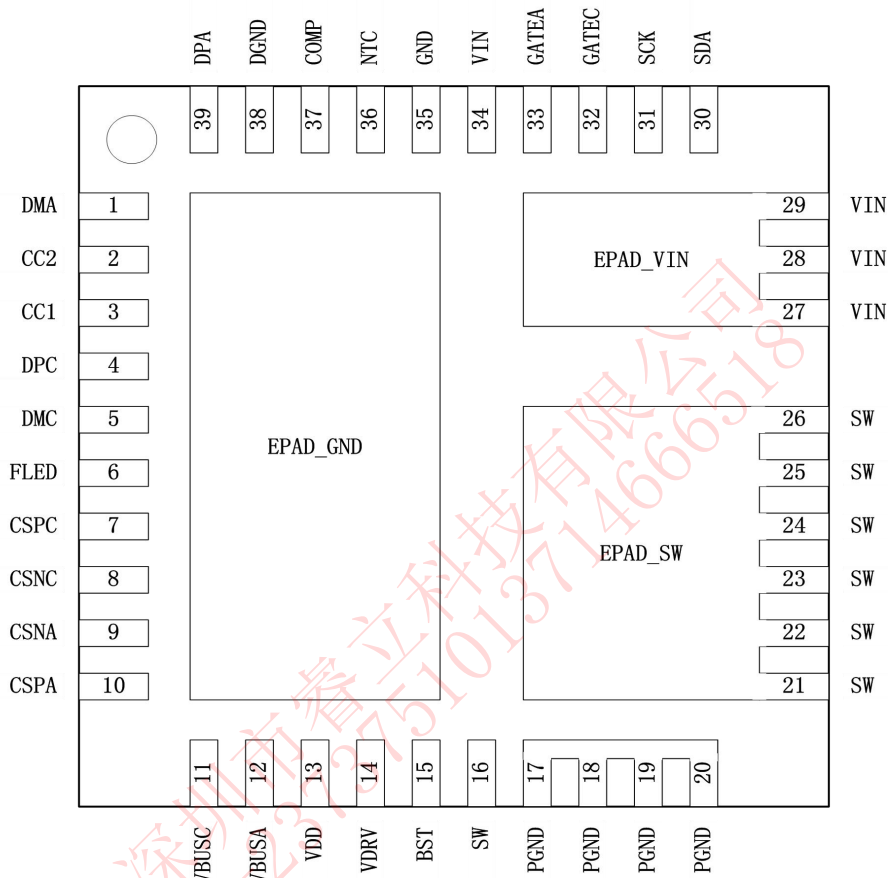 DPA DGND COMP NTC GND VIN GATEA GATEC SCK SDA
39 38 37 36 35 34 33 32 31 30
DMA 1 29 VIN
CC2 2 EPAD_VIN 28 VIN
CC1 3 27 VIN
DPC 4
DMC 5 26 SW
EPAD_GND
FLED 6 25 SW
CSPC 7 24 SW
EPAD_SW
CSNC 8 23 SW
CSNA 9 22 SW
CSPA 10 21 SW
11 12 13 14 15 16 17 18 19 20
VBUSC VBUSA VDD VDRV BST SW PGND PGND PGND PGND
深圳市睿立科技有限公司
2373751013714666518